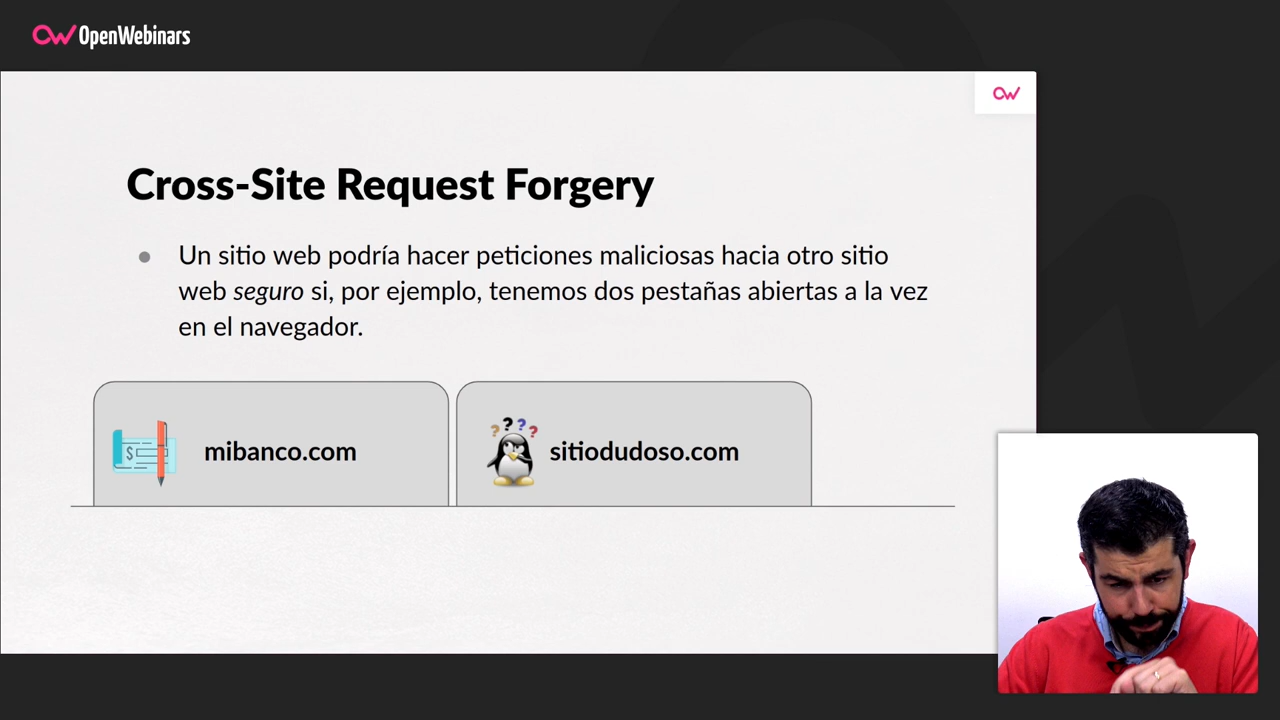 OpenWebinars
Cross-Site Request Forgery
Un sitio web podría hacer peticiones maliciosas hacia otro sitio
web seguro si, por ejemplo, tenemos dos pestañas abiertas a la vez
en el navegador.
$
mibanco.com
? ? ? ?
sitiodudoso.com